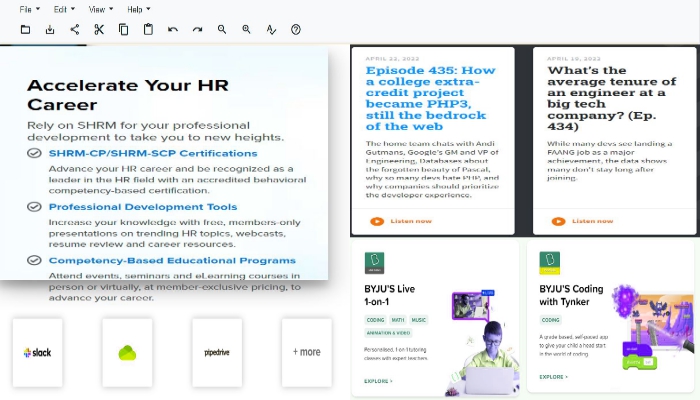 File Edit View Help
Accelerate Your HR
Career
Rely on SHRM for your professional
development to take you to new heights.
SHRM-CP/SHRM-SCP Certifications
Advance your HR career and be recognized as a
leader in the HR field with an accredited behavioral
competency-based certification.
Professional Development Tools
Increase your knowledge with free, members-only
presentations on trending HR topics, webcasts,
resume review and career resources.
Competency-Based Educational Programs
Attend events, seminars and eLearning courses in
person or virtually, at member-exclusive pricing, to
advance your career.
slack
pipedrive
+ more
APRIL 22, 2022
Episode 435: How
a college extra-
credit project
became PHP3,
still the bedrock
of the web
The home team chats with Andi
Gutmans, Google's GM and VP of
Engineering, Databases about
the forgotten beauty of Pascal,
why so many devs hate PHP, and
why companies should prioritize
the developer experience.
Listen now
What's the
average tenure of
an engineer at a
big tech
company? (Ep.
434)
While many devs see landing a
FAANG job as a major
achievement, the data shows
many don't stay long after
joining.
Listen now
BYJU'S Live
1-on-1
CODING MATH MUSIC
ANIMATION & VIDEO
Personalised, 1 on 1 tutoring
classes with expert teachers.
EXPLORE >
BYJU'S Coding
with Tynker
CODING
A grade based, self-paced app
to give your child a head start
in the world of coding.
EXPLORE >